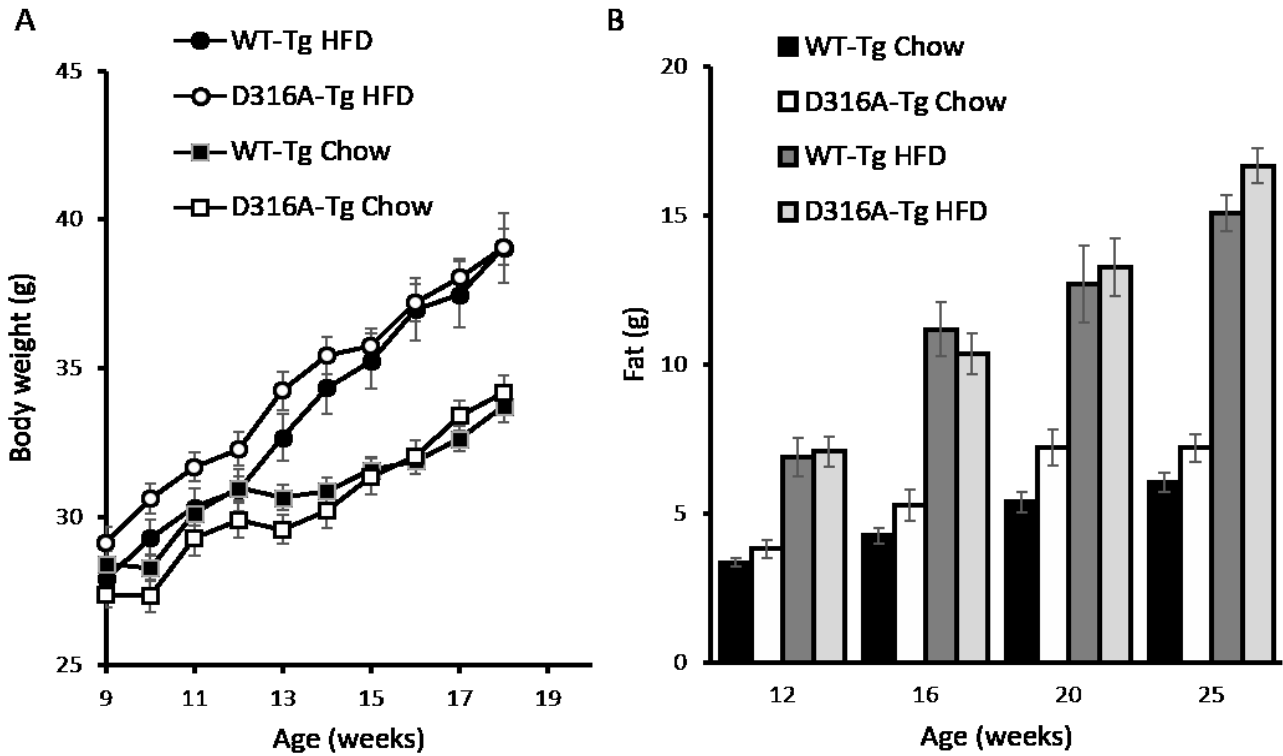 A
WT-Tg HFD
D316A-Tg HFD
WT-Tg Chow
D316A-Tg Chow
45
40
35
30
25
Body weight (g)
9 11 13 15 17 19
Age (weeks)
B
WT-Tg Chow
D316A-Tg Chow
WT-Tg HFD
D316A-Tg HFD
20
15
10
5
0
Fat (g)
12 16 20 25
Age (weeks)